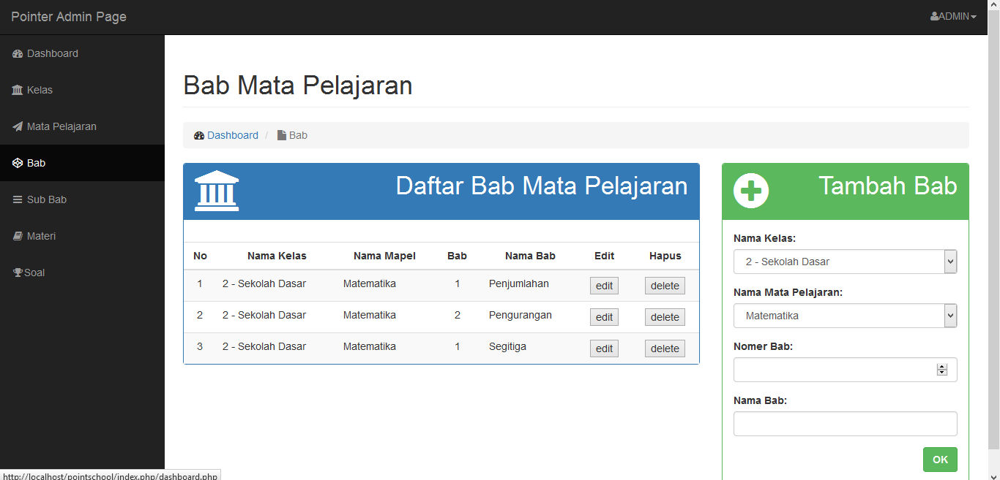 Pointer Admin Page
ADMIN
Dashboard
Kelas
Mata Pelajaran
Bab
Sub Bab
Materi
Soal
Bab Mata Pelajaran
Dashboard / Bab
Daftar Bab Mata Pelajaran
No Nama Kelas Nama Mapel Bab Nama Bab Edit Hapus
1 2 - Sekolah Dasar Matematika 1 Penjumlahan edit delete
2 2 - Sekolah Dasar Matematika 2 Pengurangan edit delete
3 2 - Sekolah Dasar Matematika 1 Segitiga edit delete
Tambah Bab
Nama Kelas:
2 - Sekolah Dasar
Nama Mata Pelajaran:
Matematika
Nomer Bab:
Nama Bab:
OK
http://localhost/pointschool/index.php/dashboard.php